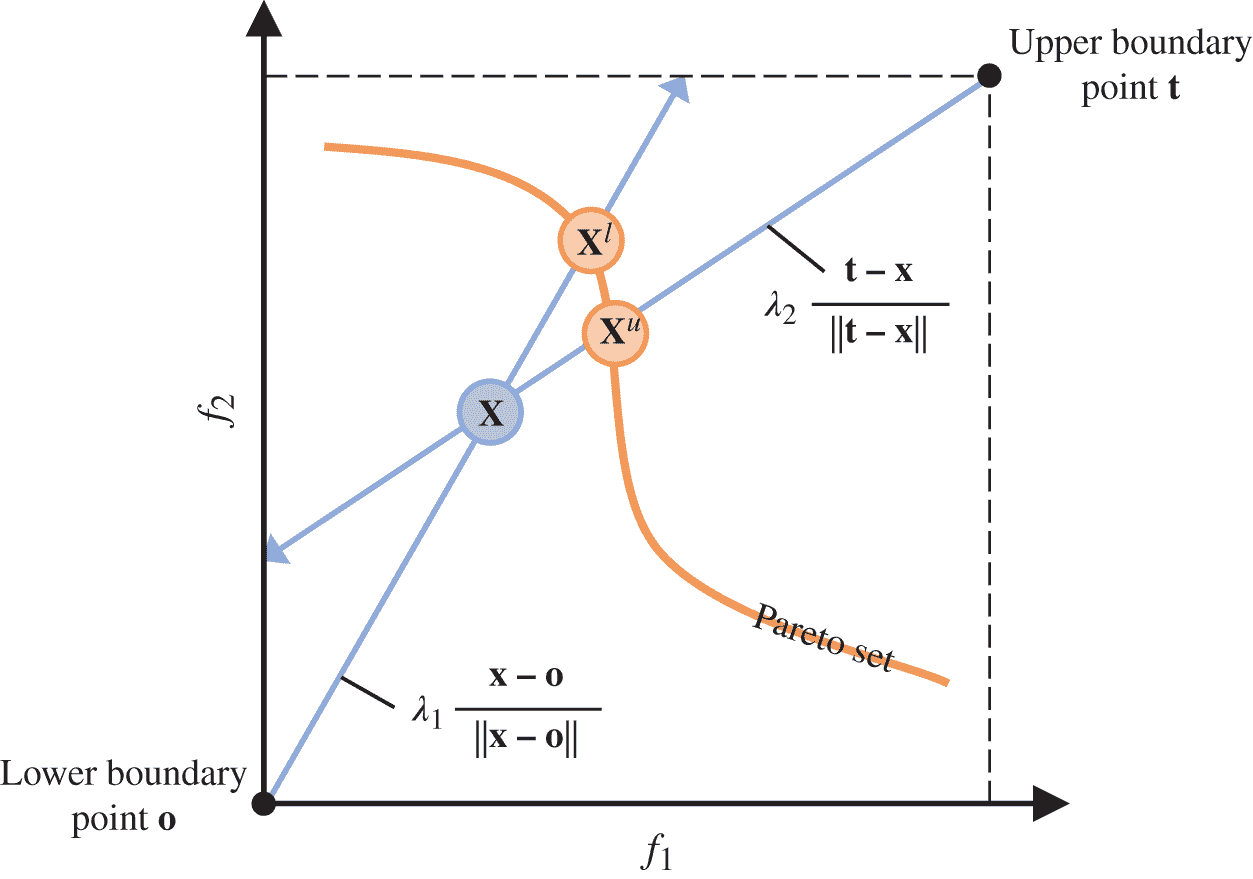 Upper boundary
point t
X^l
t – x
λ₂
‖t – x‖
X^u
f₂
X
Pareto set
x – o
λ₁
‖x – o‖
Lower boundary
point o
f₁